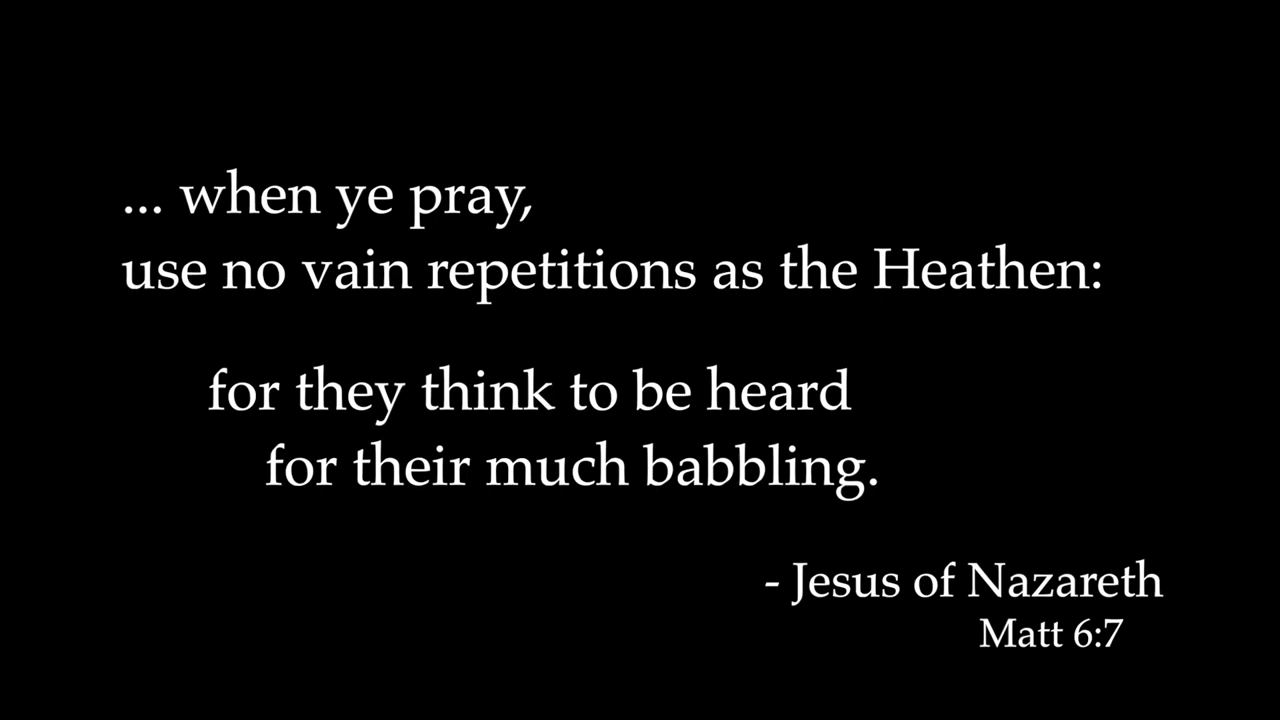 ... when ye pray,
use no vain repetitions as the Heathen:
for they think to be heard
for their much babbling.
- Jesus of Nazareth
Matt 6:7